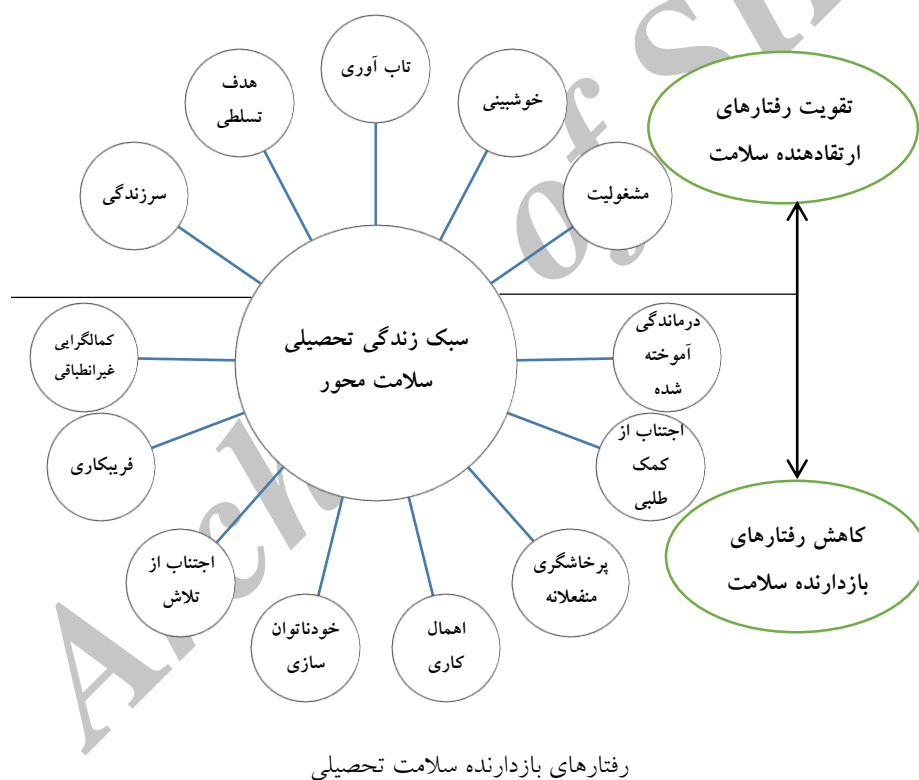 تاب آوری
خوشبینی
هدف
تسلطی
مشغولیت
سرزندگی
تقویت رفتارهای
ارتقادهنده سلامت
سبک زندگی تحصیلی
سلامت محور
درماندگی
آموخته
شده
کمالگرایی
غیرانطباقی
اجتناب از
کمک
طلبی
فریبکاری
کاهش رفتارهای
بازدارنده سلامت
پرخاشگری
منفعلانه
اجتناب از
تلاش
اهمال
کاری
خودناتوان
سازی
رفتارهای بازدارنده سلامت تحصیلی